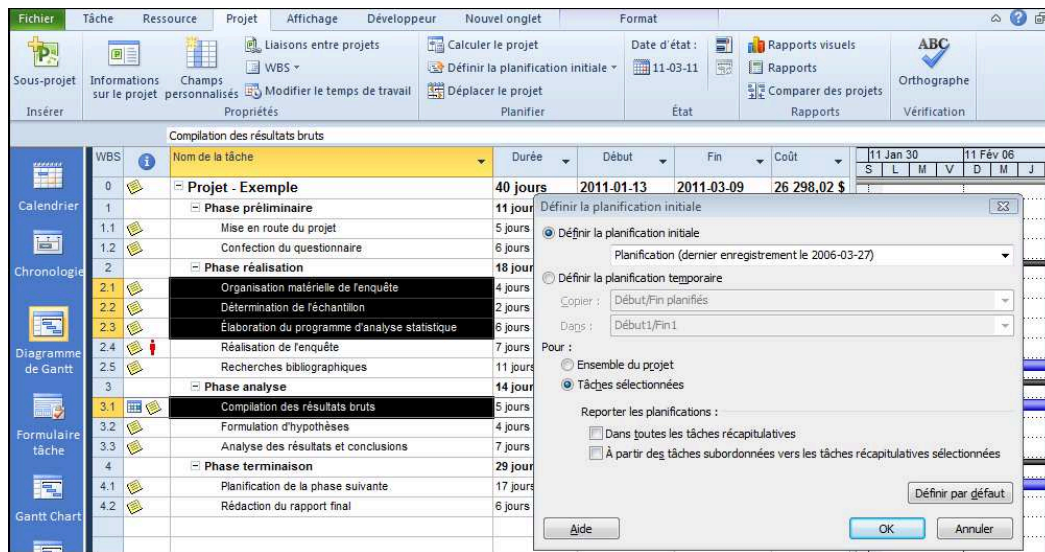 Fichier Tâche Ressource Projet Affichage Développeur Nouvel onglet Format
Sous-projet
Insérer
Informations sur le projet
Champs personnalisés
Liaisons entre projets
WBS
Modifier le temps de travail
Propriétés
Calculer le projet
Définir la planification initiale
Déplacer le projet
Planifier
Date d'état :
11-03-11
État
Rapports visuels
Rapports
Comparer des projets
Rapports
ABC
Orthographe
Vérification
Compilation des résultats bruts
Calendrier
Chronologie
Diagramme de Gantt
Formulaire tâche
Gantt Chart
WBS Nom de la tâche Durée Début Fin Coût 11 Jan 30 11 Fév 06
S L M V D M J
0 Projet - Exemple 40 jours 2011-01-13 2011-03-09 26 298,02 $
1 Phase préliminaire 11 jour
1.1 Mise en route du projet 5 jours
1.2 Confection du questionnaire 6 jours
2 Phase réalisation 18 jour
2.1 Organisation matérielle de l'enquête 4 jours
2.2 Détermination de l'échantillon 2 jours
2.3 Élaboration du programme d'analyse statistique 6 jours
2.4 Réalisation de l'enquête 7 jours
2.5 Recherches bibliographiques 11 jours
3 Phase analyse 14 jour
3.1 Compilation des résultats bruts 5 jours
3.2 Formulation d'hypothèses 4 jours
3.3 Analyse des résultats et conclusions 7 jours
4 Phase terminaison 29 jour
4.1 Planification de la phase suivante 17 jours
4.2 Rédaction du rapport final 6 jours
Définir la planification initiale
Définir la planification initiale
Planification (dernier enregistrement le 2006-03-27)
Définir la planification temporaire
Copier : Début/Fin planifiés
Dans : Début1/Fin1
Pour :
Ensemble du projet
Tâches sélectionnées
Reporter les planifications :
Dans toutes les tâches récapitulatives
À partir des tâches subordonnées vers les tâches récapitulatives sélectionnées
Définir par défaut
Aide OK Annuler